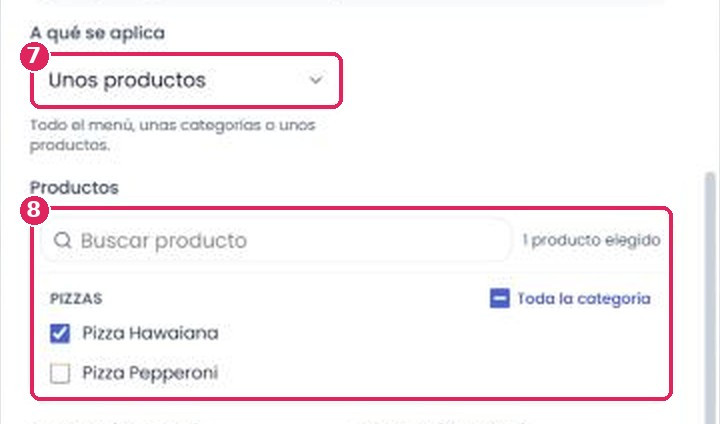 A qué se aplica
7
Unos productos
Todo el menú, unas categorías o unos
productos.
Productos
8
Buscar producto
1 producto elegido
PIZZAS
Toda la categoría
Pizza Hawaiana
Pizza Pepperoni